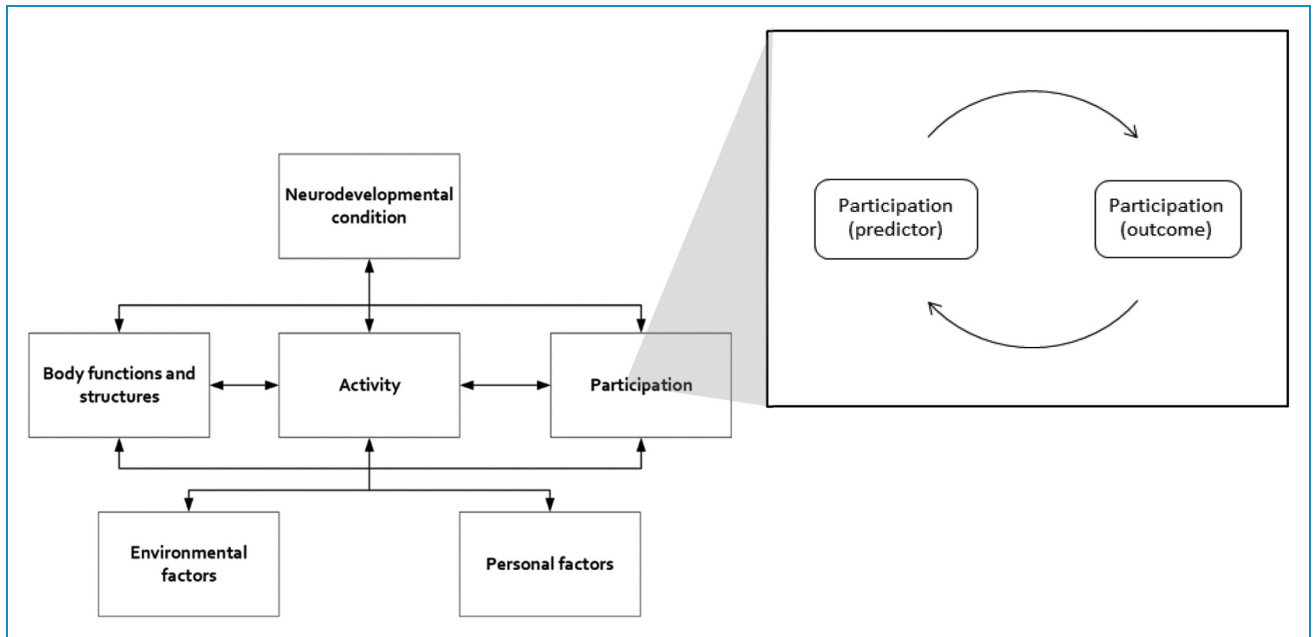 Neurodevelopmental
condition
Body functions and
structures
Activity
Participation
Environmental
factors
Personal factors
Participation
(predictor)
Participation
(outcome)